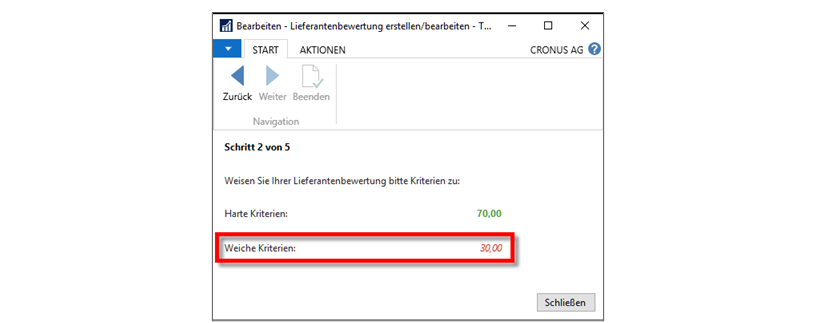 Bearbeiten - Lieferantenbewertung erstellen/bearbeiten - T...
START AKTIONEN CRONUS AG ?
Zurück Weiter Beenden
Navigation
Schritt 2 von 5
Weisen Sie Ihrer Lieferantenbewertung bitte Kriterien zu:
Harte Kriterien: 70,00
Weiche Kriterien: 30,00
Schließen